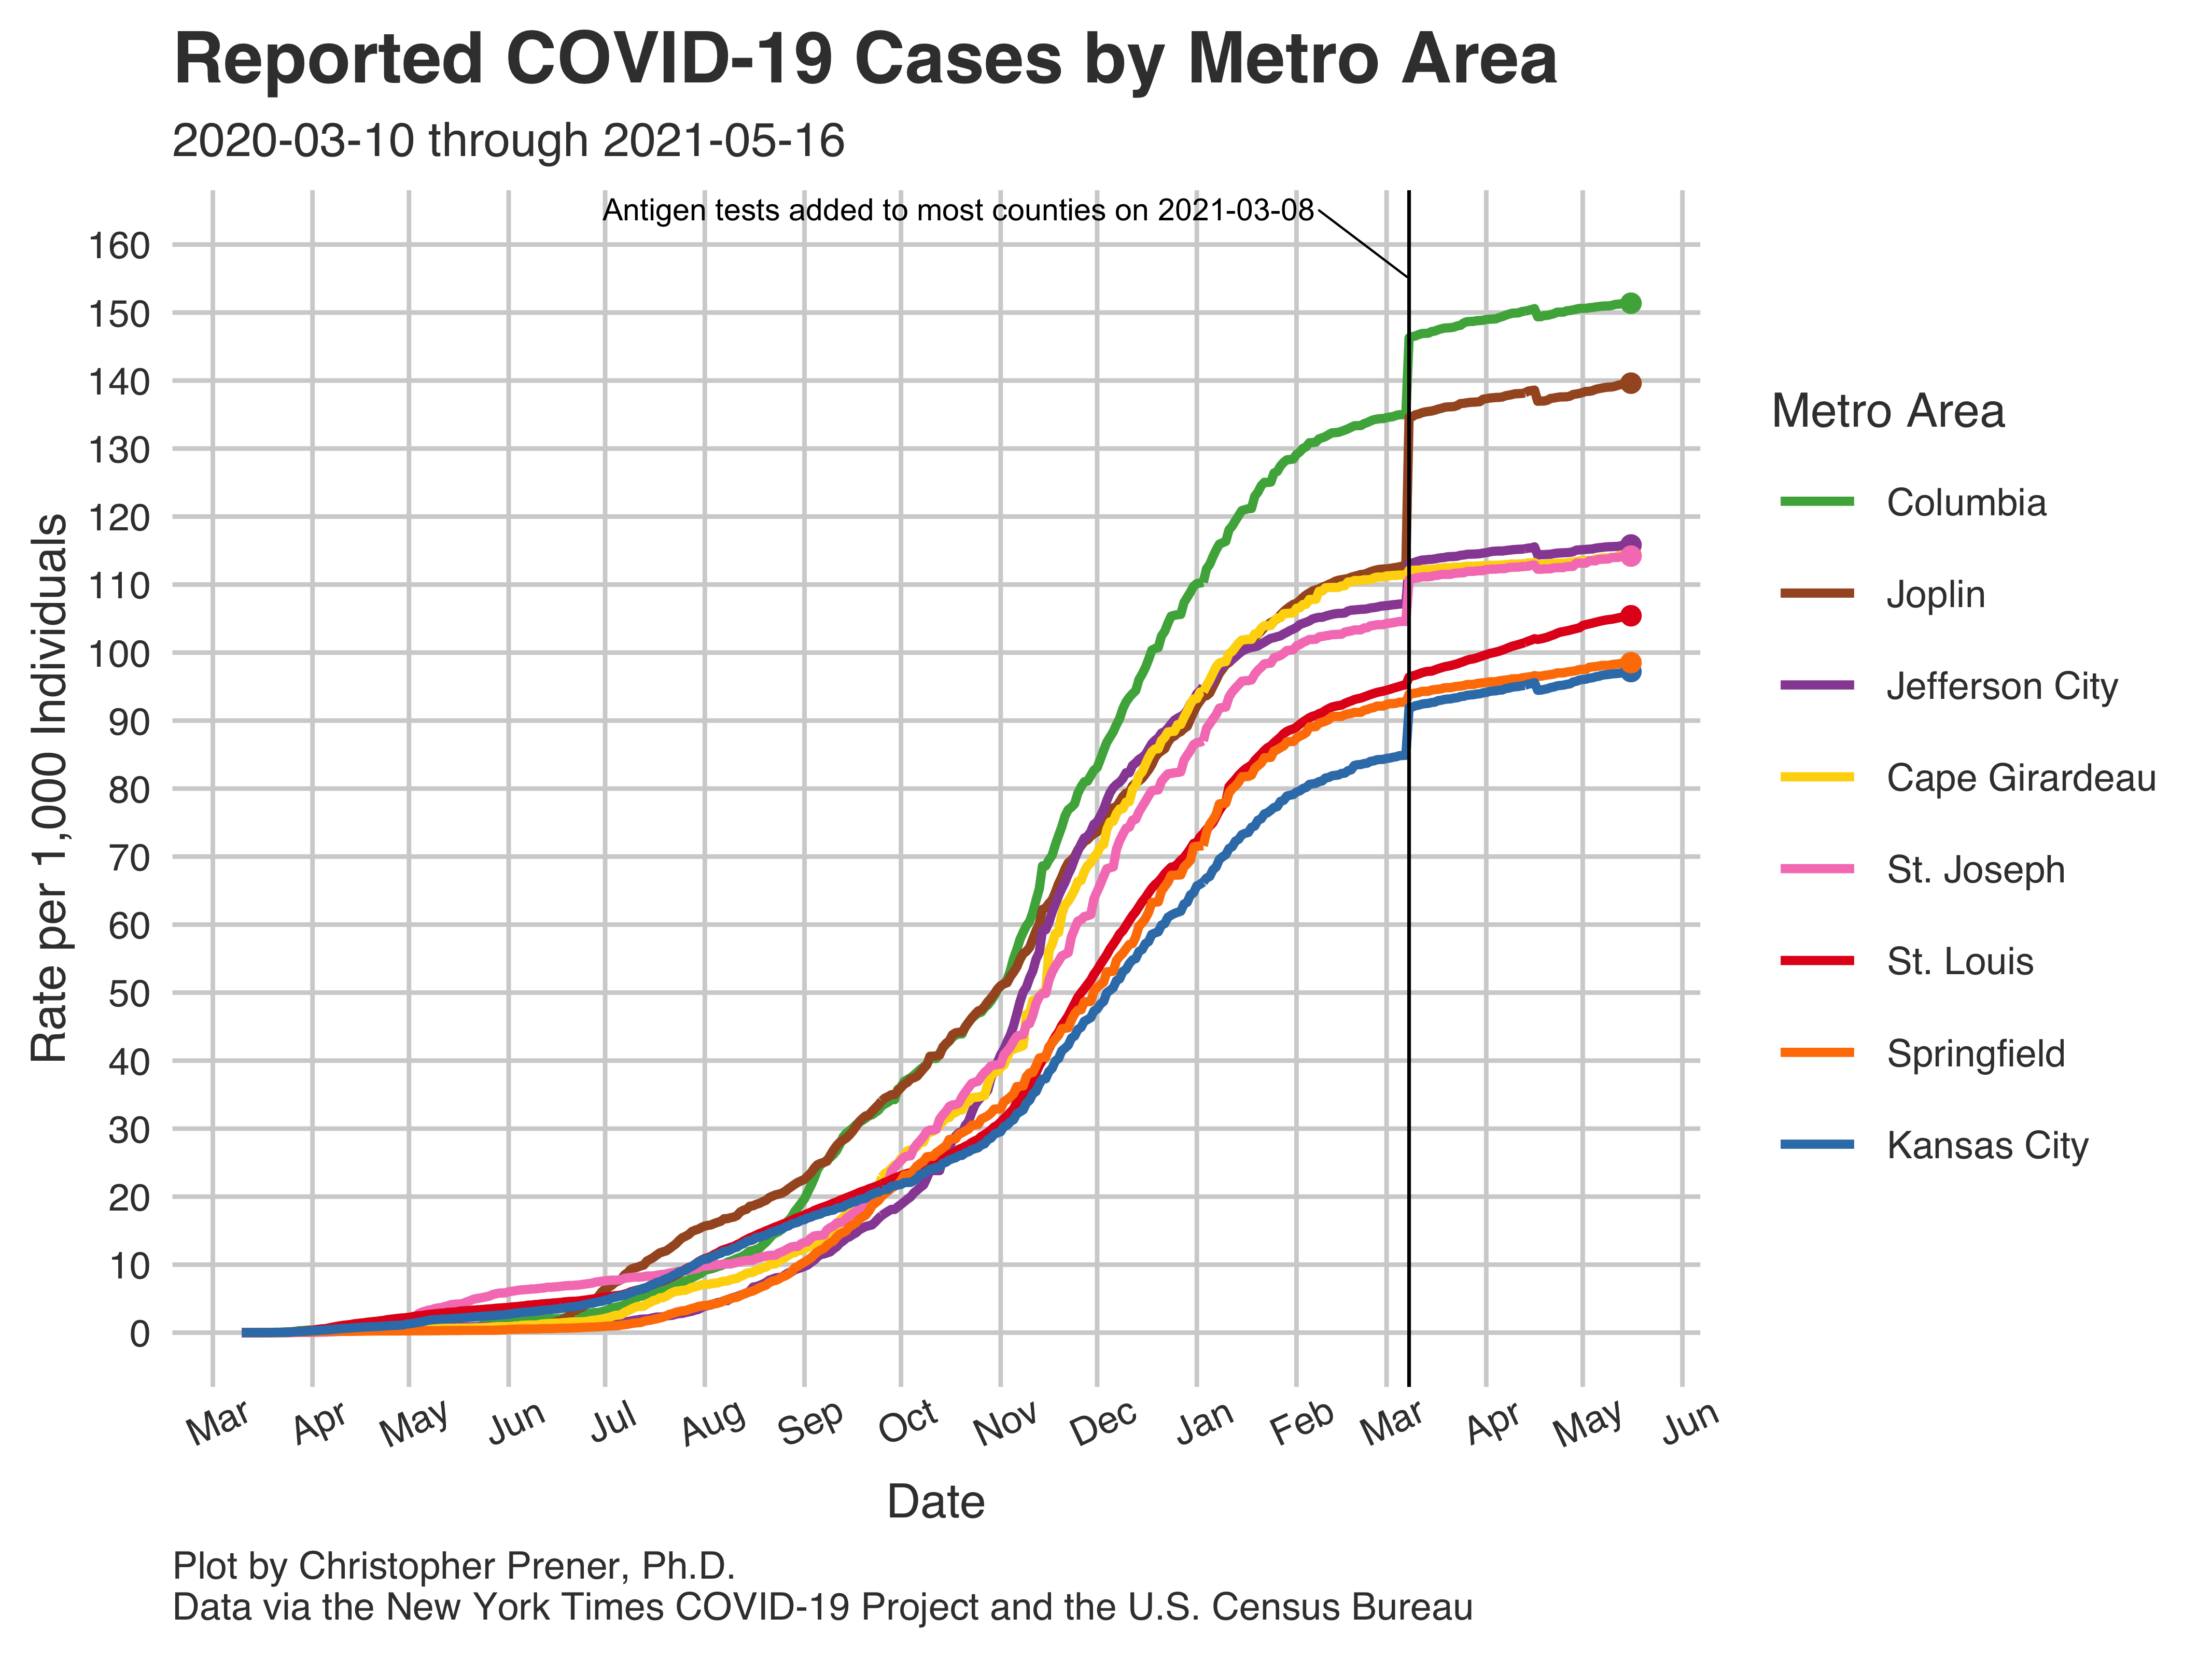 Reported COVID-19 Cases by Metro Area
2020-03-10 through 2021-05-16
Antigen tests added to most counties on 2021-03-08
Rate per 1,000 Individuals
160
150
140
130
120
110
100
90
80
70
60
50
40
30
20
10
0
Mar Apr May Jun Jul Aug Sep Oct Nov Dec Jan Feb Mar Apr May Jun
Date
Metro Area
Columbia
Joplin
Jefferson City
Cape Girardeau
St. Joseph
St. Louis
Springfield
Kansas City
Plot by Christopher Prener, Ph.D.
Data via the New York Times COVID-19 Project and the U.S. Census Bureau